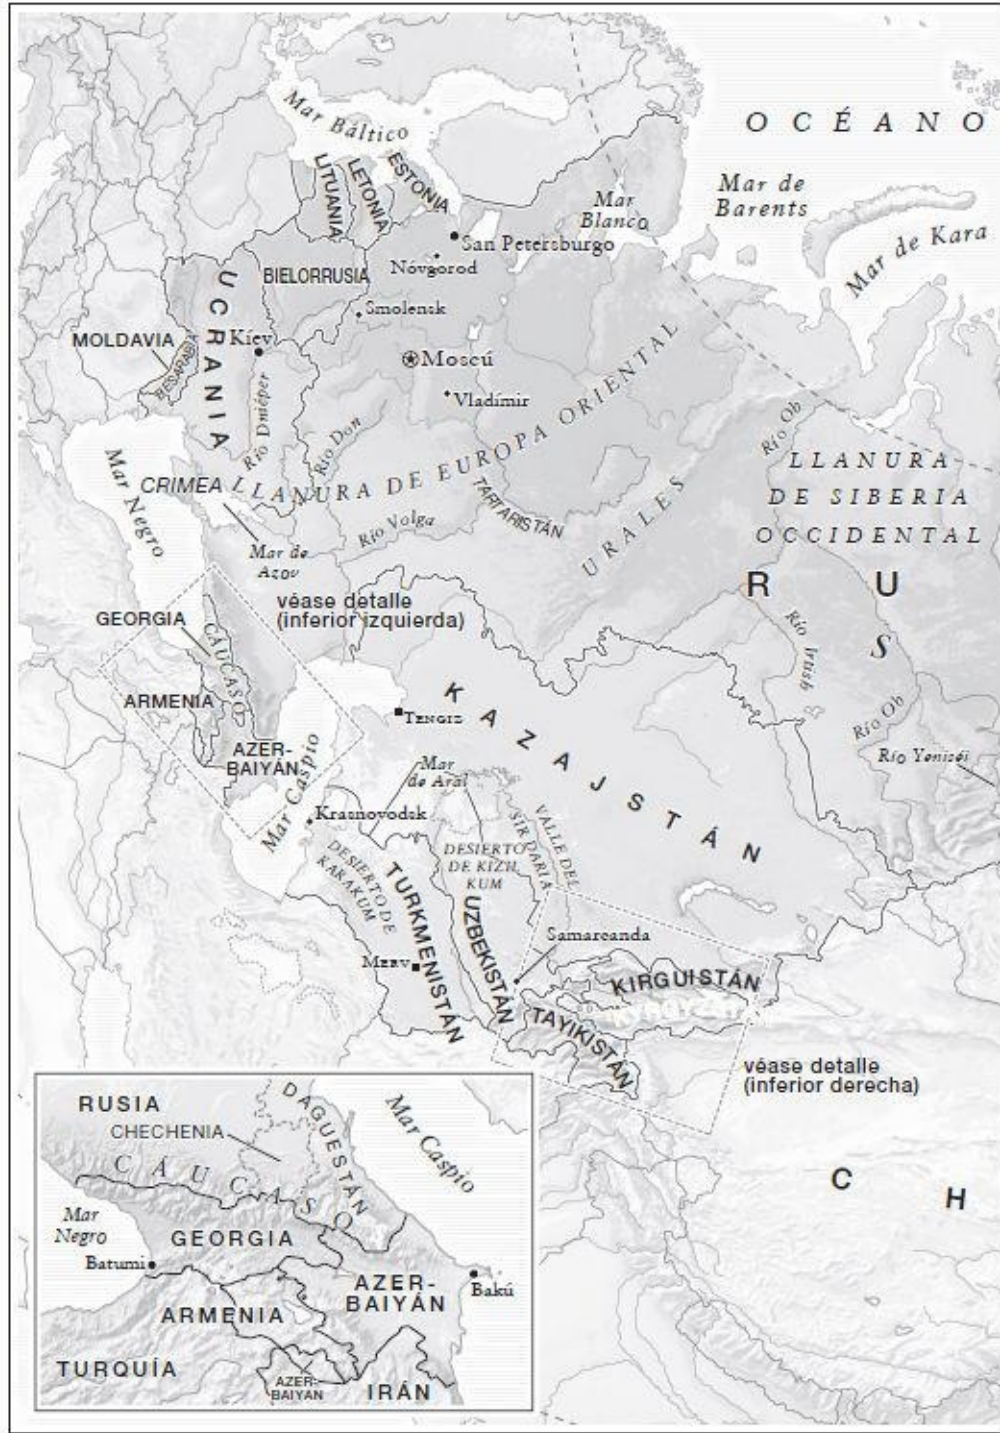 OCÉANO
Mar Báltico
LITUANIA
LETONIA
ESTONIA
Mar
Blanco
Mar de
Barents
Mar de Kara
San Petersburgo
Nóvgorod
BIELORRUSIA
Smolensk
UCRANIA
MOLDAVIA
BESARABIA
Kíev
Moscú
Vladímir
Río Dniéper
Río Don
LLANURA DE EUROPA ORIENTAL
Río Ob
LLANURA
DE SIBERIA
OCCIDENTAL
Mar Negro
CRIMEA
TARTARISTÁN
Río Volga
URALES
Mar de
Azov
R U S
véase detalle
(inferior izquierda)
GEORGIA
CÁUCASO
Río Irtish
ARMENIA
KAZAJSTÁN
TENGIZ
Río Ob
Río Yeniséi
AZER-
BAIYÁN
Mar Caspio
Mar
de Aral
Krasnovodsk
DESIERTO DE
KARAKUM
TURKMENISTÁN
DESIERTO
DE KIZIL
KUM
UZBEKISTÁN
VALLE DEL
SIR DARIA
Samarcanda
MERV
KIRGUISTÁN
TAYIKISTÁN
véase detalle
(inferior derecha)
C H
RUSIA
CHECHENIA
DAGUESTÁN
Mar Caspio
CÁUCASO
Mar
Negro
GEORGIA
Batumi
AZER-
BAIYÁN
Bakú
ARMENIA
TURQUÍA
AZER-
BAIYÁN
IRÁN